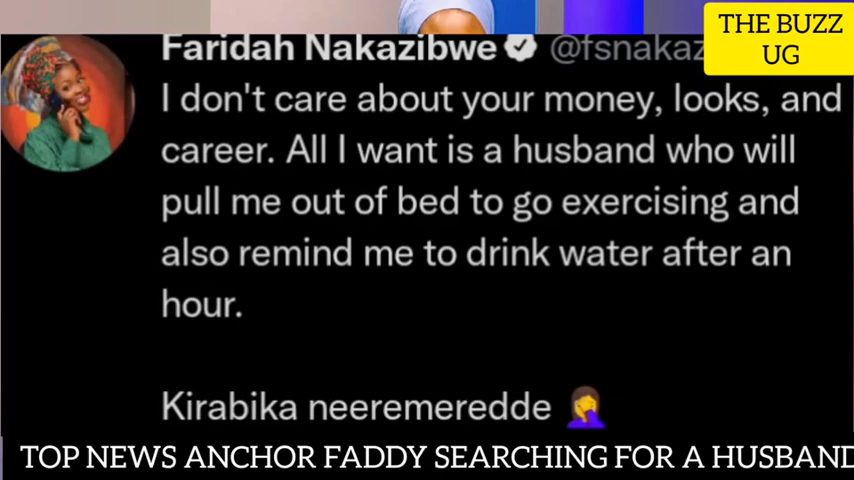 THE BUZZ
UG
Faridah Nakazibwe @fsnakaz
I don't care about your money, looks, and
career. All I want is a husband who will
pull me out of bed to go exercising and
also remind me to drink water after an
hour.
Kirabika neeremeredde 🤦
TOP NEWS ANCHOR FADDY SEARCHING FOR A HUSBAND